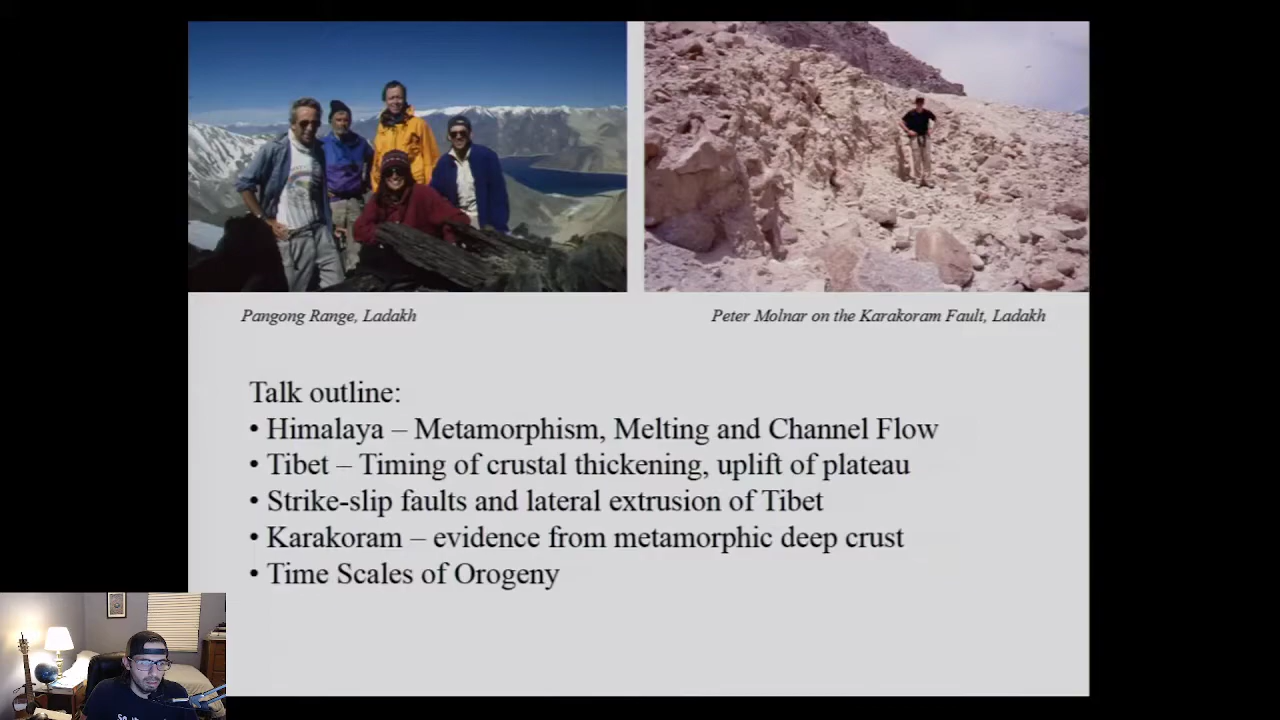 Pangong Range, Ladakh
Peter Molnar on the Karakoram Fault, Ladakh
Talk outline:
• Himalaya – Metamorphism, Melting and Channel Flow
• Tibet – Timing of crustal thickening, uplift of plateau
• Strike-slip faults and lateral extrusion of Tibet
• Karakoram – evidence from metamorphic deep crust
• Time Scales of Orogeny